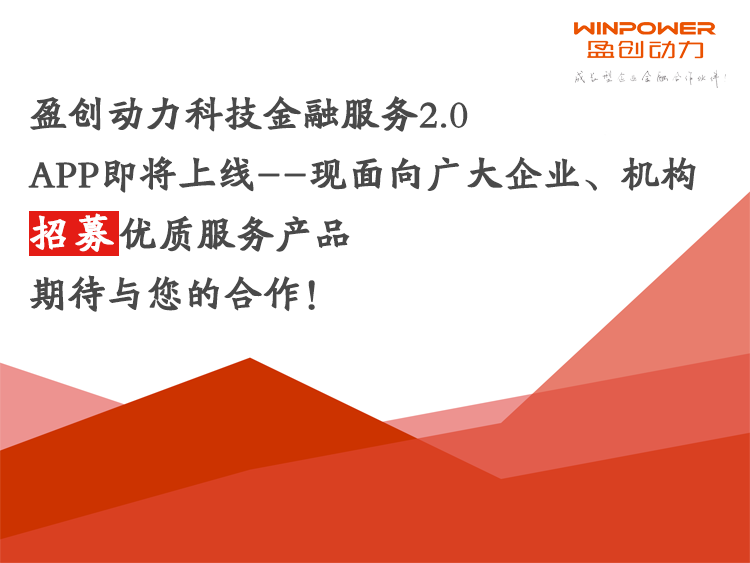 WINPOWER
盈创动力
成长型企业金融合作伙伴!
盈创动力科技金融服务2.0
APP即将上线--现面向广大企业、机构
招募优质服务产品
期待与您的合作!